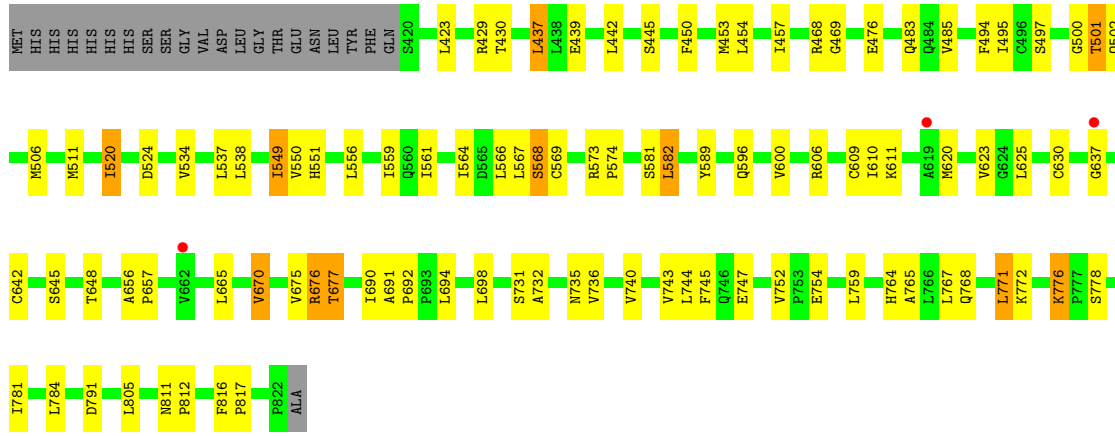 MET HIS HIS HIS HIS HIS HIS SER SER GLY VAL ASP LEU GLY THR GLU ASN LEU TYR PHE GLN S420 L423 R429 T430 L437 L438 E439 L442 S445 F450 M453 L454 I457 R468 G469 E476 Q483 Q484 V485 F494 I495 C496 S497 G500 T501
M506 M511 I520 D524 V534 L537 L538 I549 V550 H551 L556 I559 Q560 I561 I564 D565 L566 L567 S568 C569 R573 P574 S581 L582 Y589 Q596 V600 R606 C609 I610 K611 A619 M620 V623 G624 L625 C630 G637
C642 S645 T648 A656 P657 V662 L665 V670 V675 R676 T677 I690 A691 P692 P693 L694 L698 S731 A732 N735 V736 V740 V743 L744 F745 Q746 E747 V752 P753 E754 L759 H764 A765 L766 L767 Q768 L771 K772 K776 P777 S778
I781 L784 D791 L805 N811 P812 F816 P817 P822 ALA